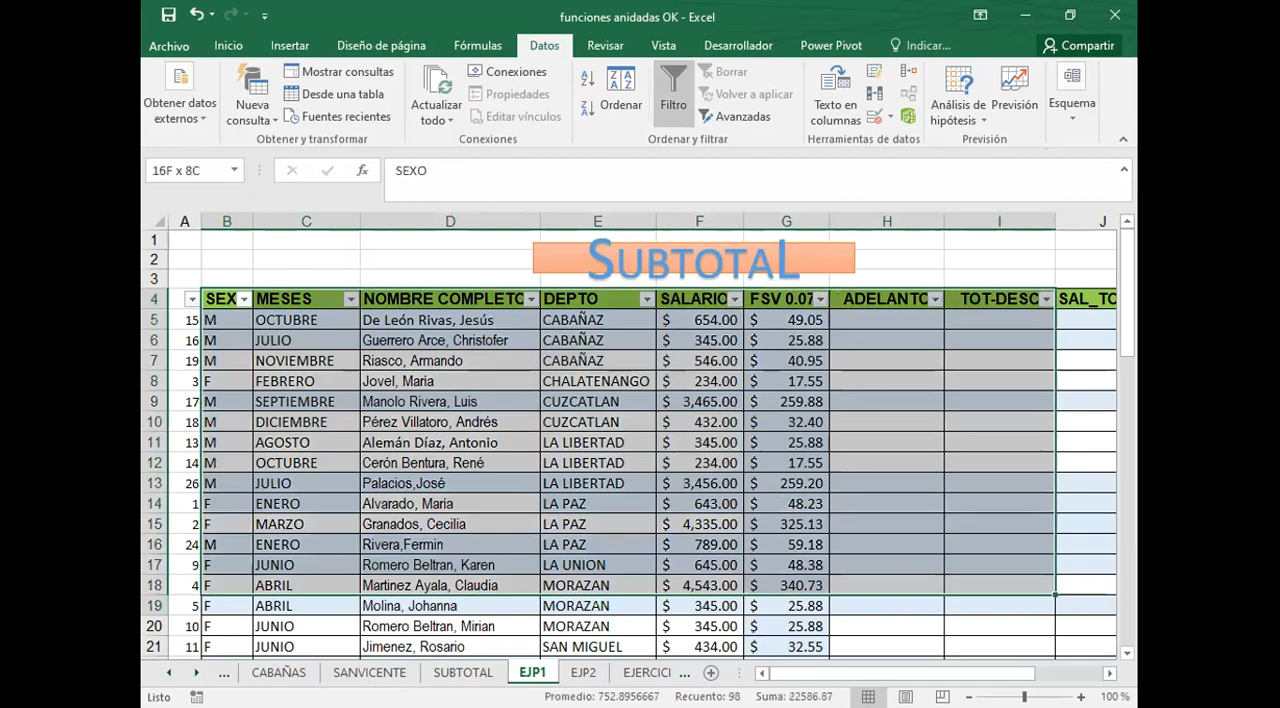 funciones anidadas OK - Excel
Archivo Inicio Insertar Diseño de página Fórmulas Datos Revisar Vista Desarrollador Power Pivot Indicar... Compartir
Obtener datos externos
Nueva consulta
Mostrar consultas
Desde una tabla
Fuentes recientes
Obtener y transformar
Actualizar todo
Conexiones
Propiedades
Editar vínculos
Conexiones
Ordenar
Filtro
Borrar
Volver a aplicar
Avanzadas
Ordenar y filtrar
Texto en columnas
Herramientas de datos
Análisis de hipótesis
Previsión
Previsión
Esquema
16F x 8C fx SEXO
A B C D E F G H I J
1
2 SUBTOTAL
3
4 SEX MESES NOMBRE COMPLETO DEPTO SALARIO FSV 0.07 ADELANTO TOT-DESC SAL_TO
5 15 M OCTUBRE De León Rivas, Jesús CABAÑAZ $ 654.00 $ 49.05
6 16 M JULIO Guerrero Arce, Christofer CABAÑAZ $ 345.00 $ 25.88
7 19 M NOVIEMBRE Riasco, Armando CABAÑAZ $ 546.00 $ 40.95
8 3 F FEBRERO Jovel, Maria CHALATENANGO $ 234.00 $ 17.55
9 17 M SEPTIEMBRE Manolo Rivera, Luis CUZCATLAN $ 3,465.00 $ 259.88
10 18 M DICIEMBRE Pérez Villatoro, Andrés CUZCATLAN $ 432.00 $ 32.40
11 13 M AGOSTO Alemán Díaz, Antonio LA LIBERTAD $ 345.00 $ 25.88
12 14 M OCTUBRE Cerón Bentura, René LA LIBERTAD $ 234.00 $ 17.55
13 26 M JULIO Palacios,José LA LIBERTAD $ 3,456.00 $ 259.20
14 1 F ENERO Alvarado, María LA PAZ $ 643.00 $ 48.23
15 2 F MARZO Granados, Cecilia LA PAZ $ 4,335.00 $ 325.13
16 24 M ENERO Rivera,Fermin LA PAZ $ 789.00 $ 59.18
17 9 F JUNIO Romero Beltran, Karen LA UNION $ 645.00 $ 48.38
18 4 F ABRIL Martinez Ayala, Claudia MORAZAN $ 4,543.00 $ 340.73
19 5 F ABRIL Molina, Johanna MORAZAN $ 345.00 $ 25.88
20 10 F JUNIO Romero Beltran, Mirian MORAZAN $ 345.00 $ 25.88
21 11 F JUNIO Jimenez, Rosario SAN MIGUEL $ 434.00 $ 32.55
... CABAÑAS SANVICENTE SUBTOTAL EJP1 EJP2 EJERCICI ...
Listo Promedio: 752.8956667 Recuento: 98 Suma: 22586.87 100 %